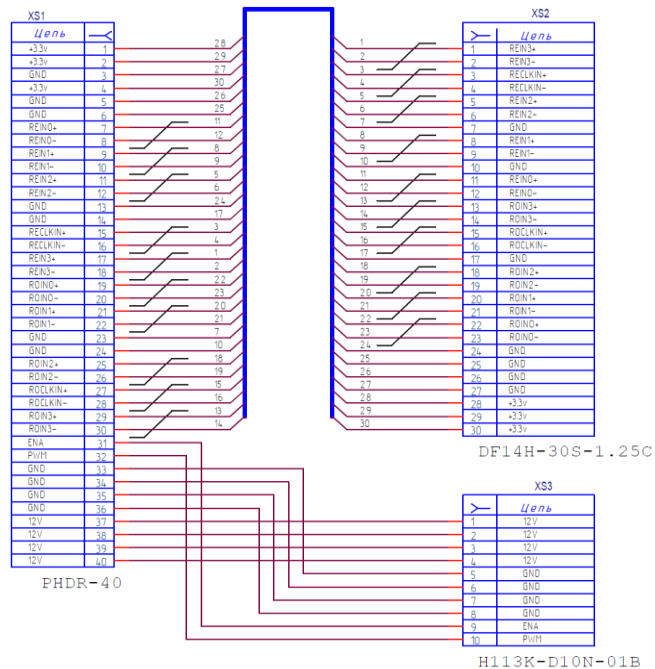 XS1
Цепь
+3.3v 1 28
+3.3v 2 29
GND 3 27
+3.3v 4 30
GND 5 26
GND 6 25
REIN0+ 7 11
REIN0- 8 12
REIN1+ 9 8
REIN1- 10 9
REIN2+ 11 5
REIN2- 12 6
GND 13 24
GND 14 17
RECLKIN+ 15 3
RECLKIN- 16 4
REIN3+ 17 1
REIN3- 18 2
ROIN0+ 19 22
ROIN0- 20 23
ROIN1+ 21 20
ROIN1- 22 21
GND 23 7
GND 24 10
ROIN2+ 25 18
ROIN2- 26 19
ROCLKIN+ 27 15
ROCLKIN- 28 16
ROIN3+ 29 13
ROIN3- 30 14
ENA 31
PWM 32
GND 33
GND 34
GND 35
GND 36
12V 37
12V 38
12V 39
12V 40
PHDR-40
XS2
Цепь
1 1 REIN3+
2 2 REIN3-
3 3 RECLKIN+
4 4 RECLKIN-
5 5 REIN2+
6 6 REIN2-
7 7 GND
8 8 REIN1+
9 9 REIN1-
10 10 GND
11 11 REIN0+
12 12 REIN0-
13 13 ROIN3+
14 14 ROIN3-
15 15 ROCLKIN+
16 16 ROCLKIN-
17 17 GND
18 18 ROIN2+
19 19 ROIN2-
20 20 ROIN1+
21 21 ROIN1-
22 22 ROIN0+
23 23 ROIN0-
24 24 GND
25 25 GND
26 26 GND
27 27 GND
28 28 +3.3v
29 29 +3.3v
30 30 +3.3v
DF14H-30S-1.25C
XS3
Цепь
1 12V
2 12V
3 12V
4 12V
5 GND
6 GND
7 GND
8 GND
9 ENA
10 PWM
H113K-D10N-01B